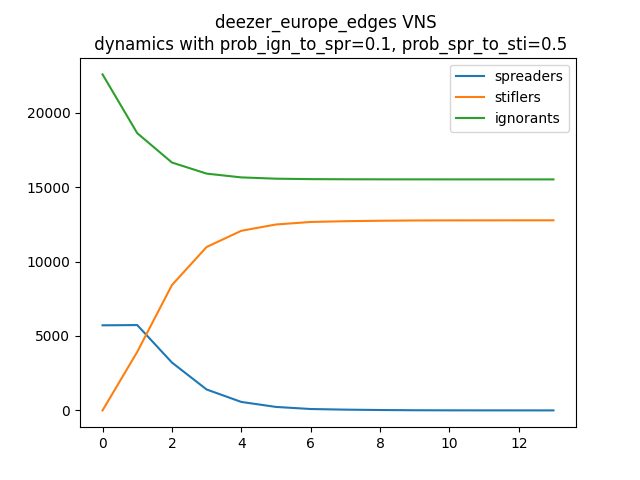 deezer_europe_edges VNS
dynamics with prob_ign_to_spr=0.1, prob_spr_to_sti=0.5
spreaders
stiflers
ignorants
20000
15000
10000
5000
0
0 2 4 6 8 10 12